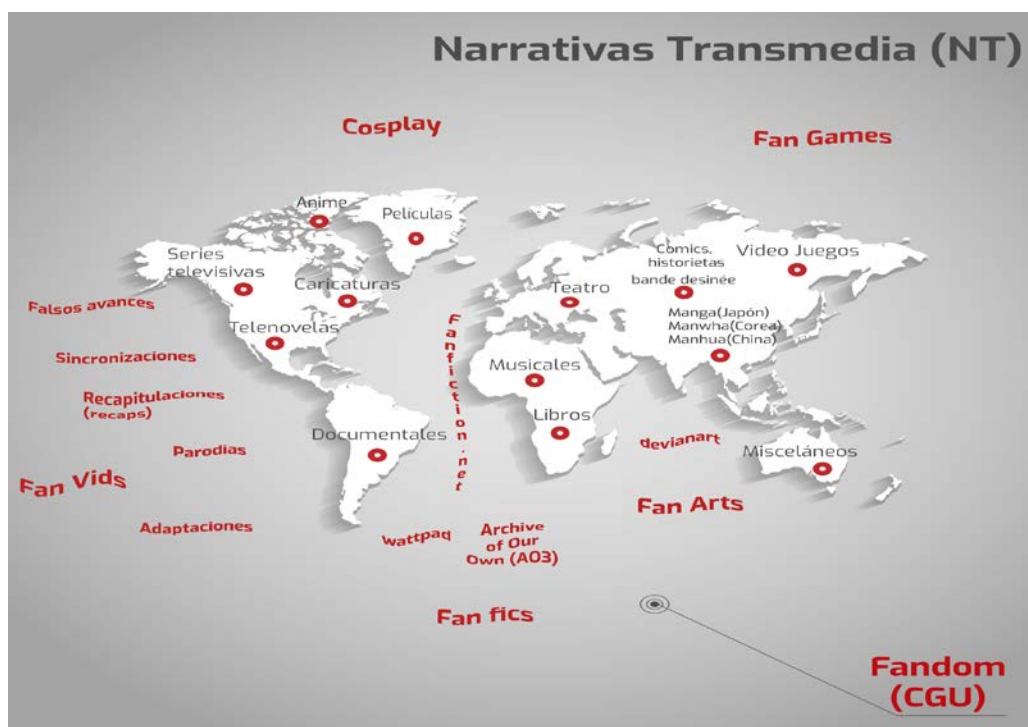 Narrativas Transmedia (NT)
Cosplay
Fan Games
Anime
Películas
Series
televisivas
Caricaturas
Telenovelas
Comics,
historietas
bande desinée
Video Juegos
Teatro
Manga(Japón)
Manwha(Corea)
Manhua(China)
Falsos avances
Sincronizaciones
Recapitulaciones
(recaps)
Parodias
Fan Vids
Adaptaciones
Fanfiction.net
Musicales
Libros
Documentales
devianart
Misceláneos
Fan Arts
wattpad
Archive
of Our
Own (AO3)
Fan fics
Fandom
(CGU)